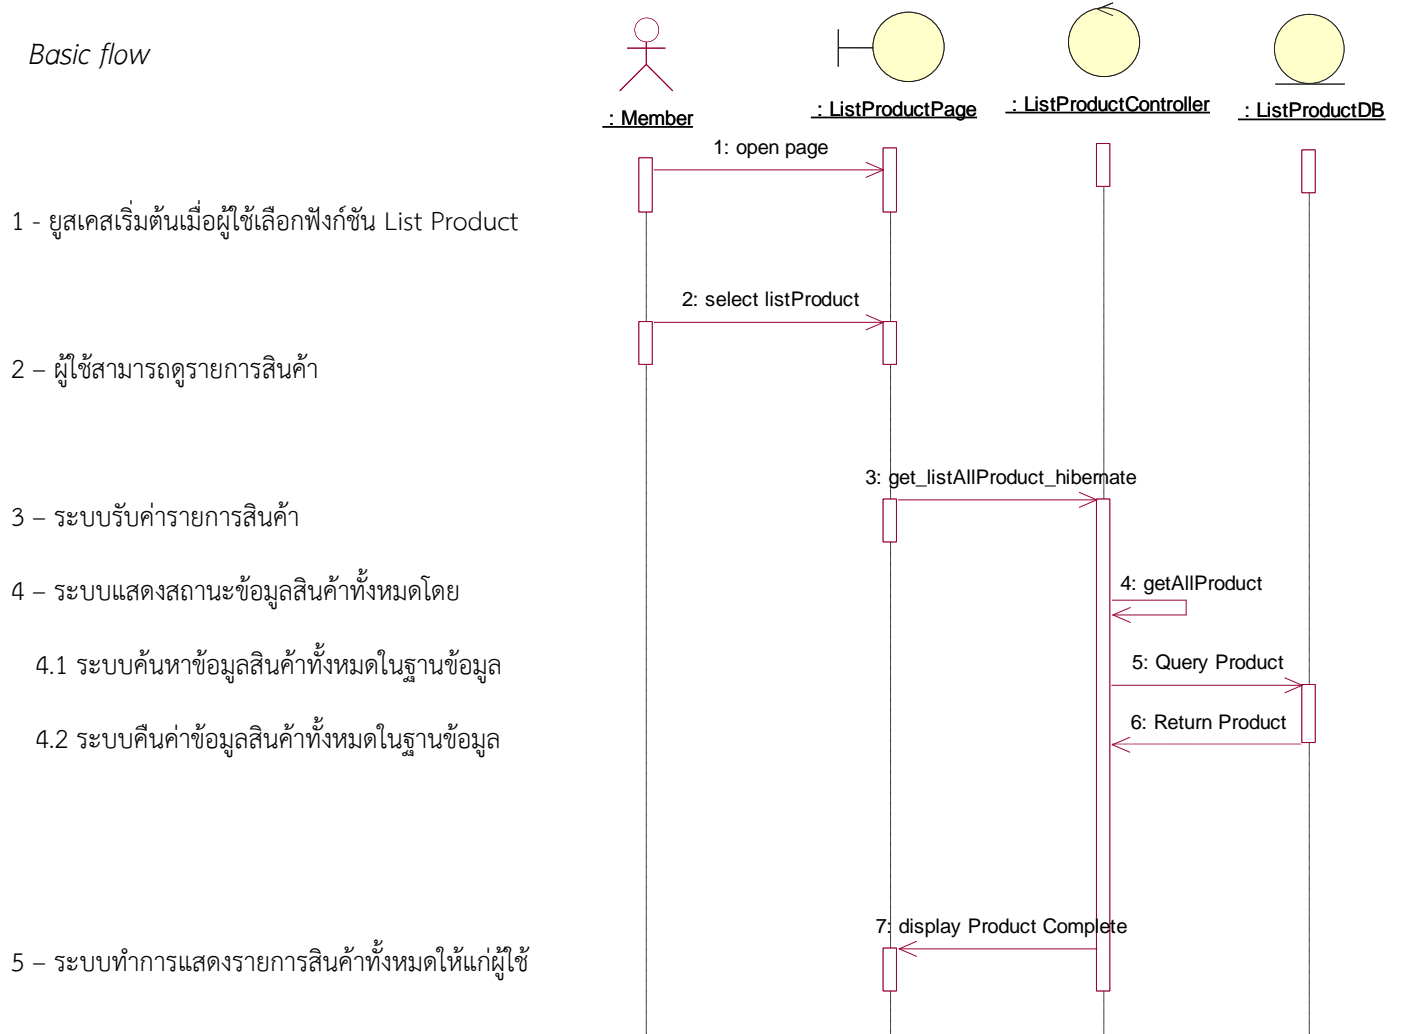 Basic flow
: Member
: ListProductPage
: ListProductController
: ListProductDB
1: open page
1 - ยูสเคสเริ่มต้นเมื่อผู้ใช้เลือกฟังก์ชัน List Product
2: select listProduct
2 – ผู้ใช้สามารถดูรายการสินค้า
3: get_listAllProduct_hibernate
3 – ระบบรับค่ารายการสินค้า
4: getAllProduct
4 – ระบบแสดงสถานะข้อมูลสินค้าทั้งหมดโดย
5: Query Product
4.1 ระบบค้นหาข้อมูลสินค้าทั้งหมดในฐานข้อมูล
6: Return Product
4.2 ระบบคืนค่าข้อมูลสินค้าทั้งหมดในฐานข้อมูล
7: display Product Complete
5 – ระบบทำการแสดงรายการสินค้าทั้งหมดให้แก่ผู้ใช้